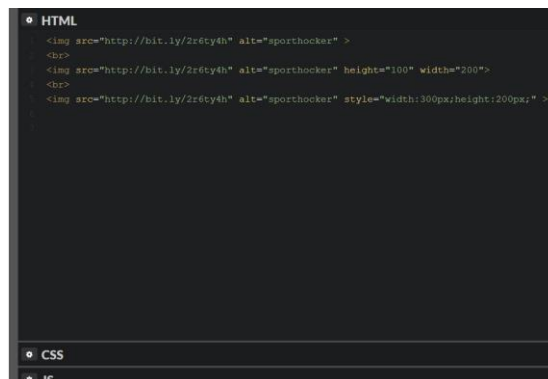 HTML
<img src="http://bit.ly/2r6ty4h" alt="sporthocker" >
<br>
<img src="http://bit.ly/2r6ty4h" alt="sporthocker" height="100" width="200">
<br>
<img src="http://bit.ly/2r6ty4h" alt="sporthocker" style="width:300px;height:200px;" >
CSS
JS